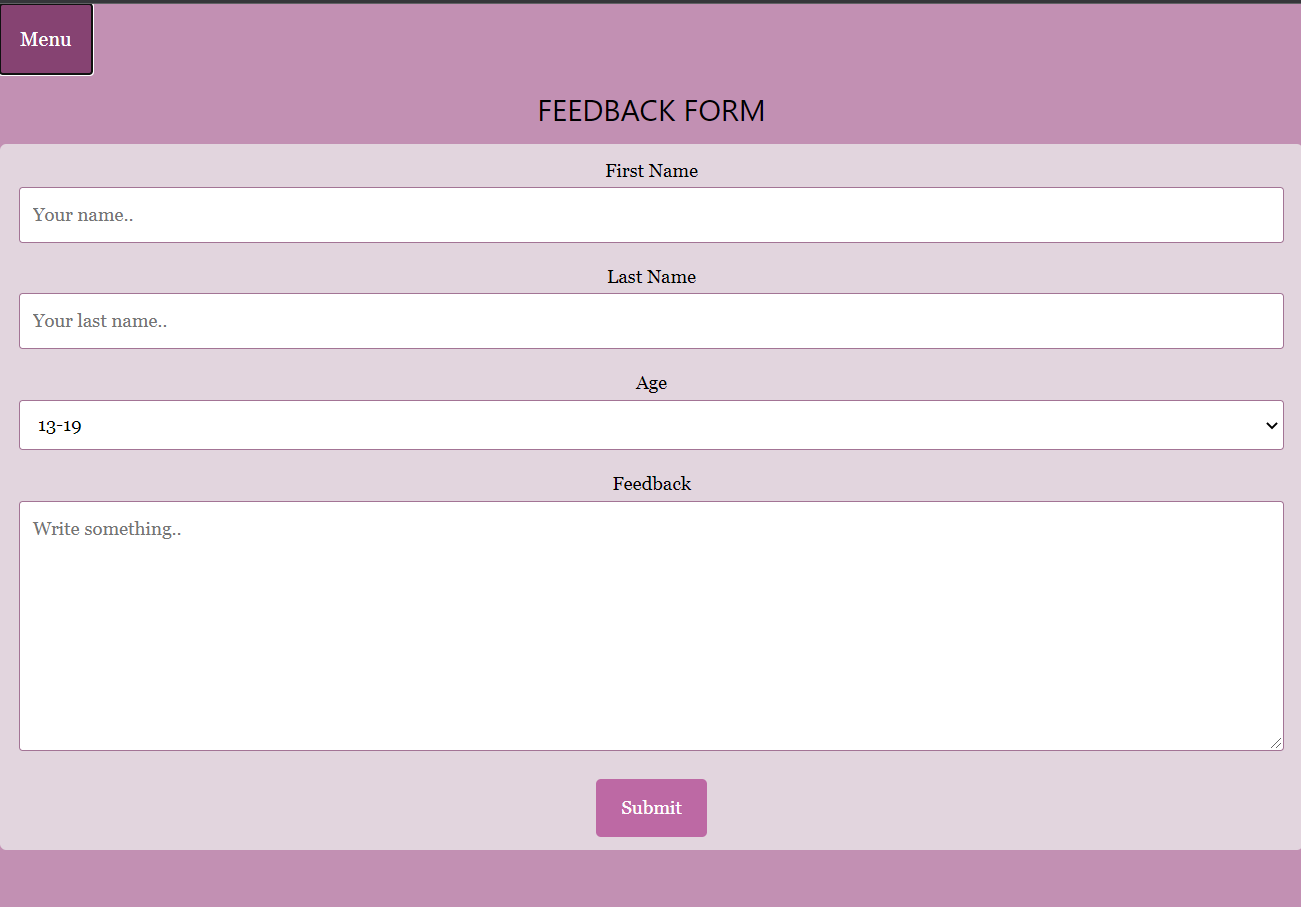 Menu
FEEDBACK FORM
First Name
Your name..
Last Name
Your last name..
Age
13-19
Feedback
Write something..
Submit